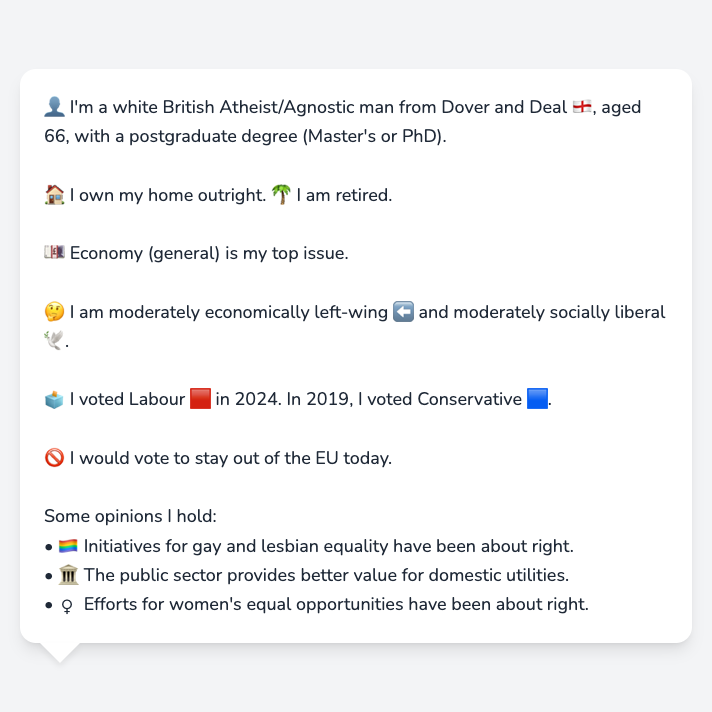 👤 I'm a white British Atheist/Agnostic man from Dover and Deal 🏴󠁧󠁢󠁥󠁮󠁧󠁿, aged
66, with a postgraduate degree (Master's or PhD).
🏠 I own my home outright. 🌴 I am retired.
💷 Economy (general) is my top issue.
🤔 I am moderately economically left-wing ⬅️ and moderately socially liberal
🕊️.
🗳️ I voted Labour 🟥 in 2024. In 2019, I voted Conservative 🟦.
🚫 I would vote to stay out of the EU today.
Some opinions I hold:
• 🏳️‍🌈 Initiatives for gay and lesbian equality have been about right.
• 🏛️ The public sector provides better value for domestic utilities.
• ♀ Efforts for women's equal opportunities have been about right.